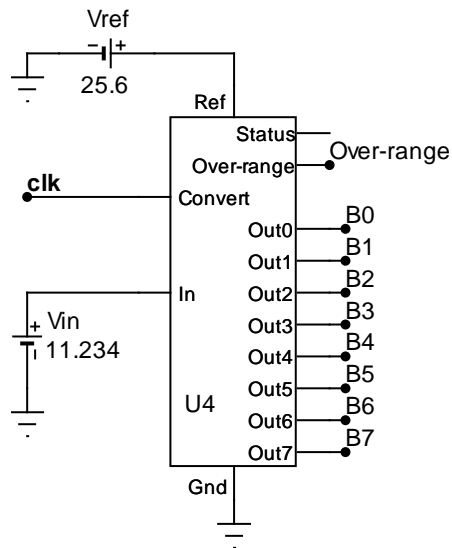 Vref
− +
25.6
Ref
Status
Over-range
Over-range
clk
Convert
Out0
B0
Out1
B1
In
Out2
B2
Out3
B3
+
Vin
−
11.234
Out4
B4
Out5
B5
U4
Out6
B6
Out7
B7
Gnd